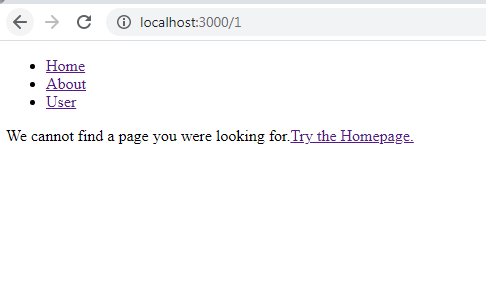 localhost:3000/1
Home
About
User
We cannot find a page you were looking for.Try the Homepage.